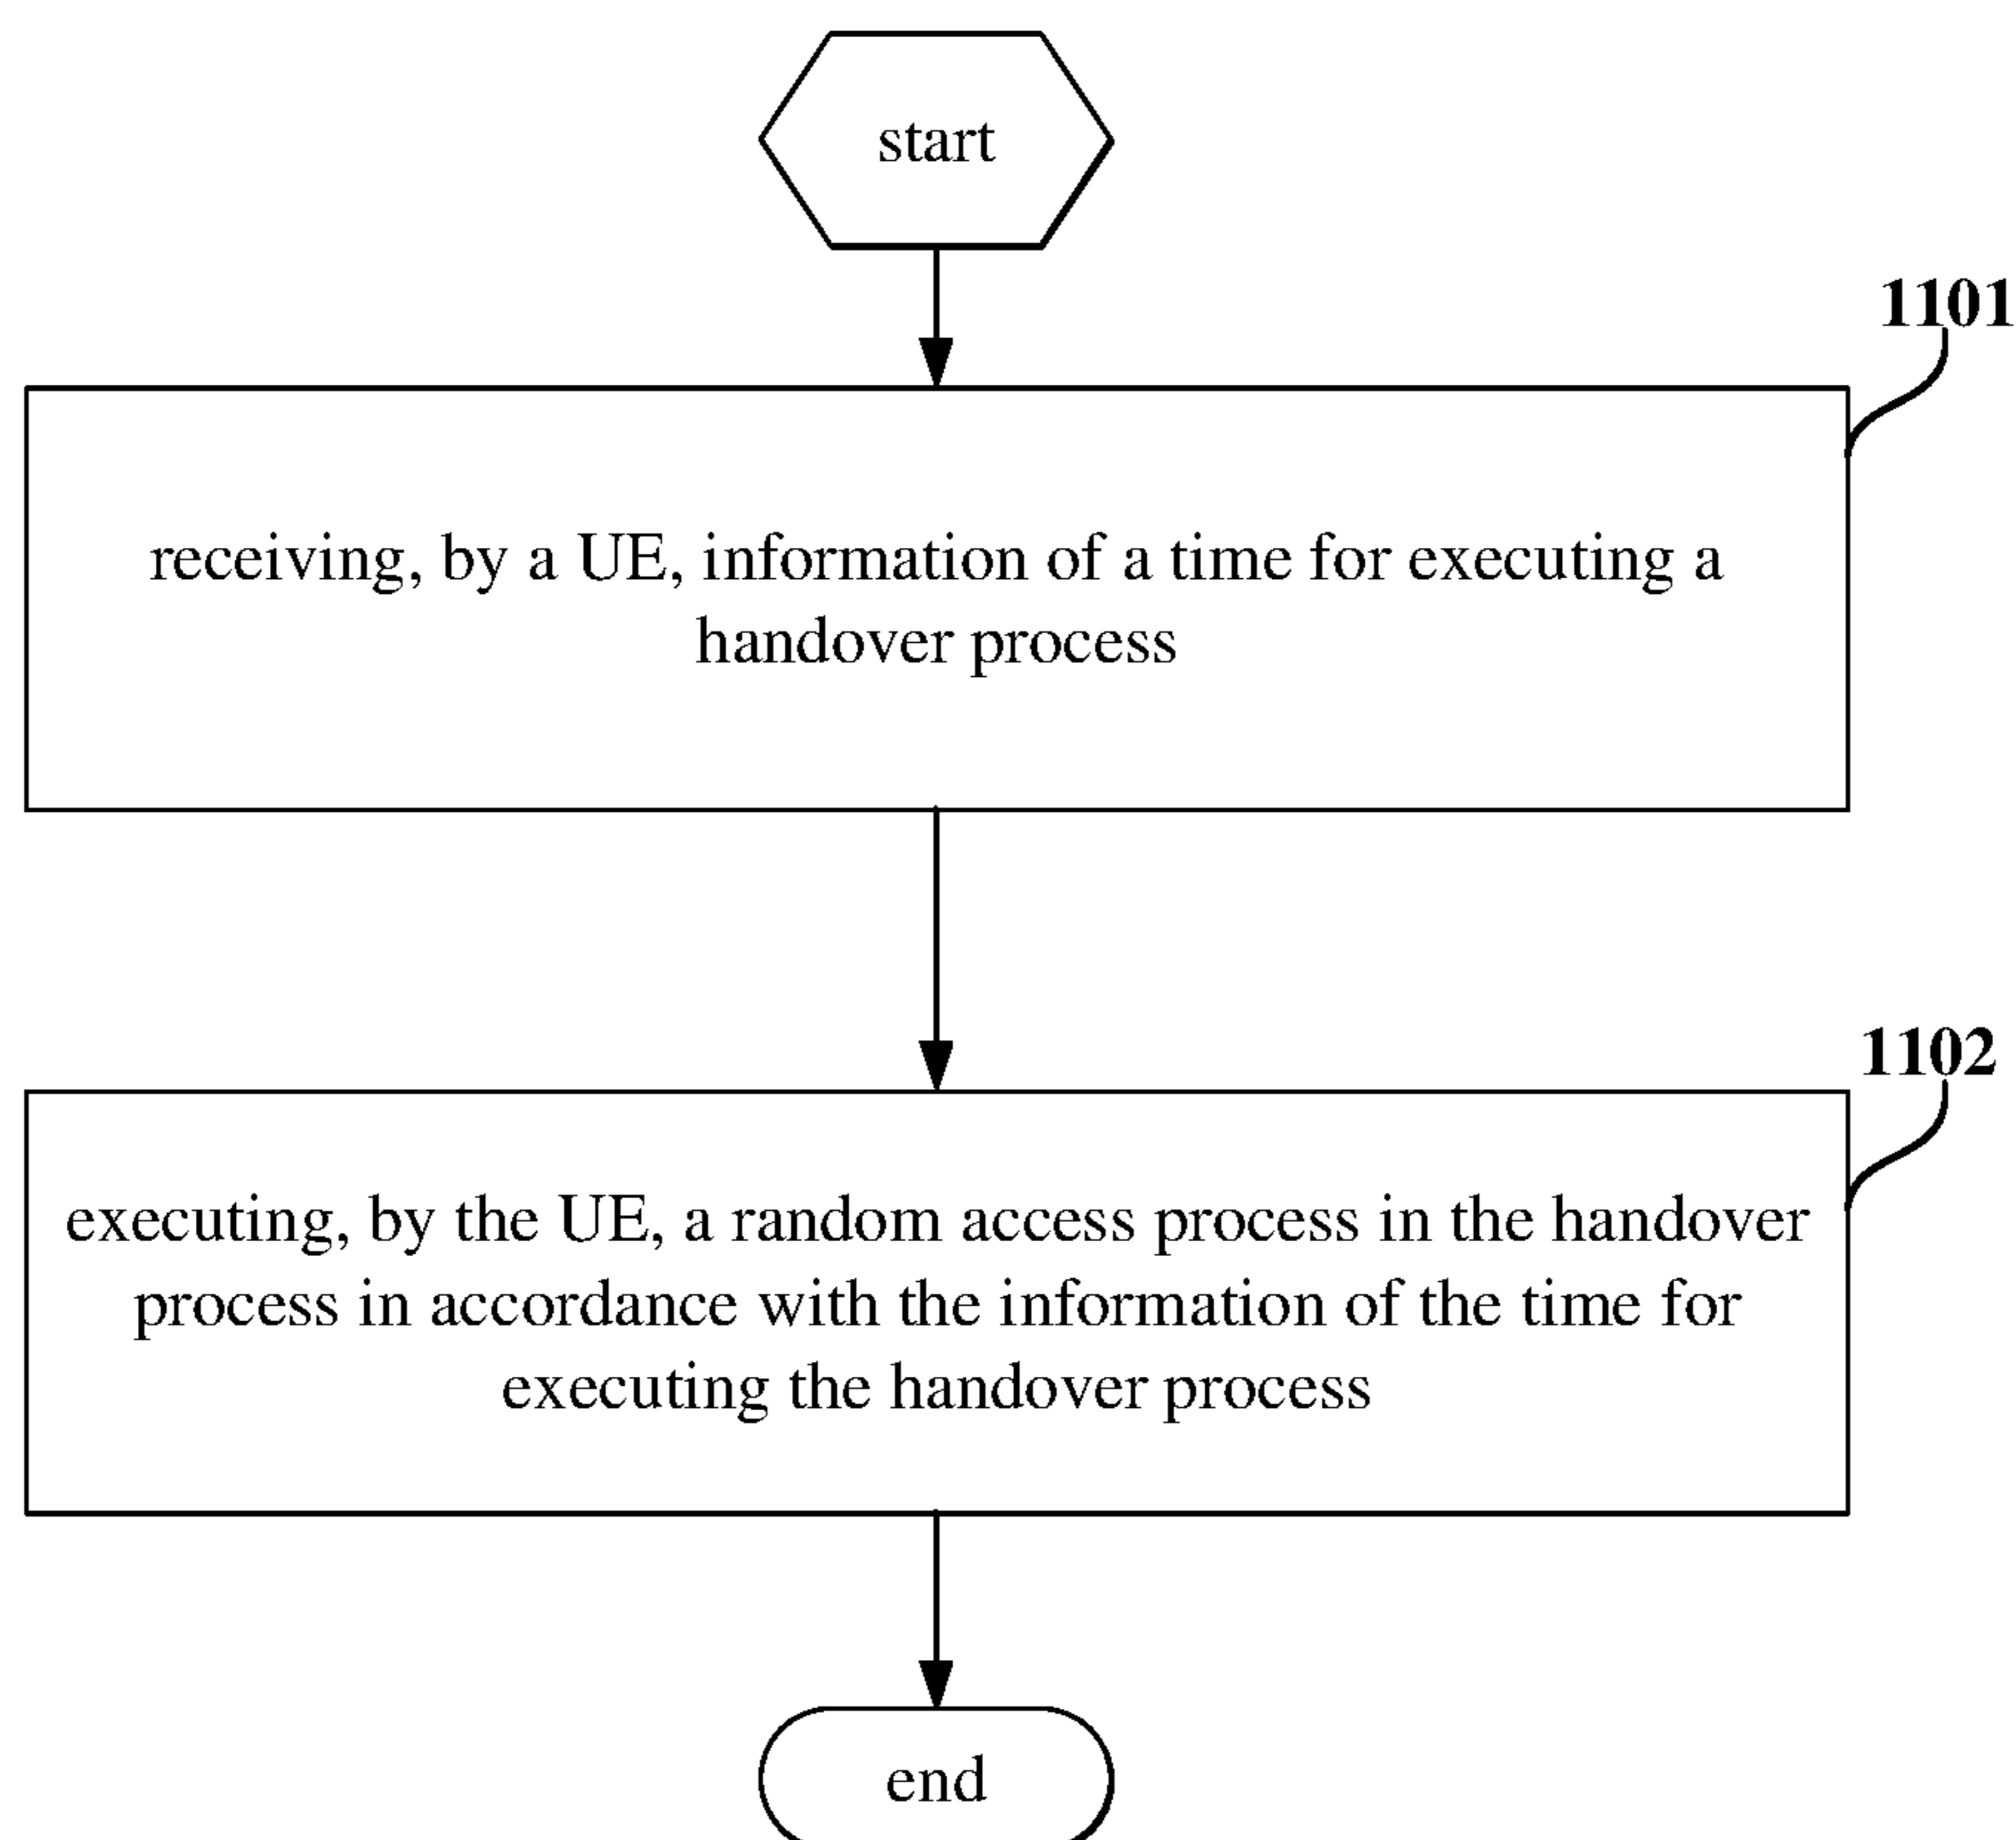 start
1101
receiving, by a UE, information of a time for executing a
handover process
1102
executing, by the UE, a random access process in the handover
process in accordance with the information of the time for
executing the handover process
end